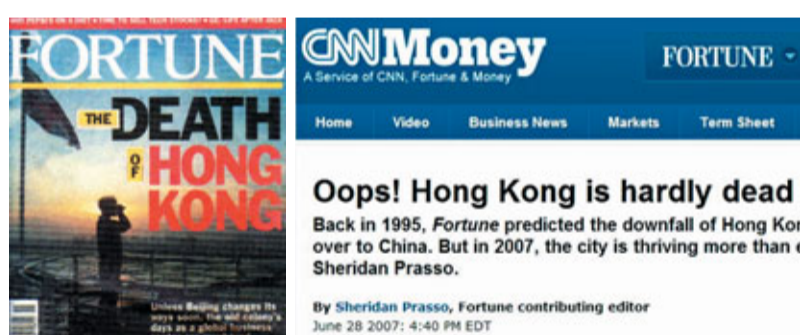 FORTUNE
THE DEATH
OF HONG
KONG
Unless Beijing changes its
ways soon, the old colony's
days as a global business
CNNMoney
A Service of CNN, Fortune & Money
FORTUNE
Home Video Business News Markets Term Sheet
Oops! Hong Kong is hardly dead
Back in 1995, Fortune predicted the downfall of Hong Kon
over to China. But in 2007, the city is thriving more than e
Sheridan Prasso.
By Sheridan Prasso, Fortune contributing editor
June 28 2007: 4:40 PM EDT